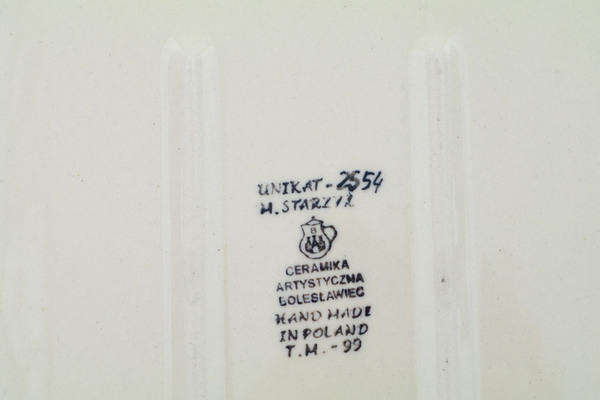 UNIKAT-2554
M. STARZYK
B
CERAMIKA
ARTYSTYCZNA
BOLESŁAWIEC
HAND MADE
IN POLAND
T.M.-99